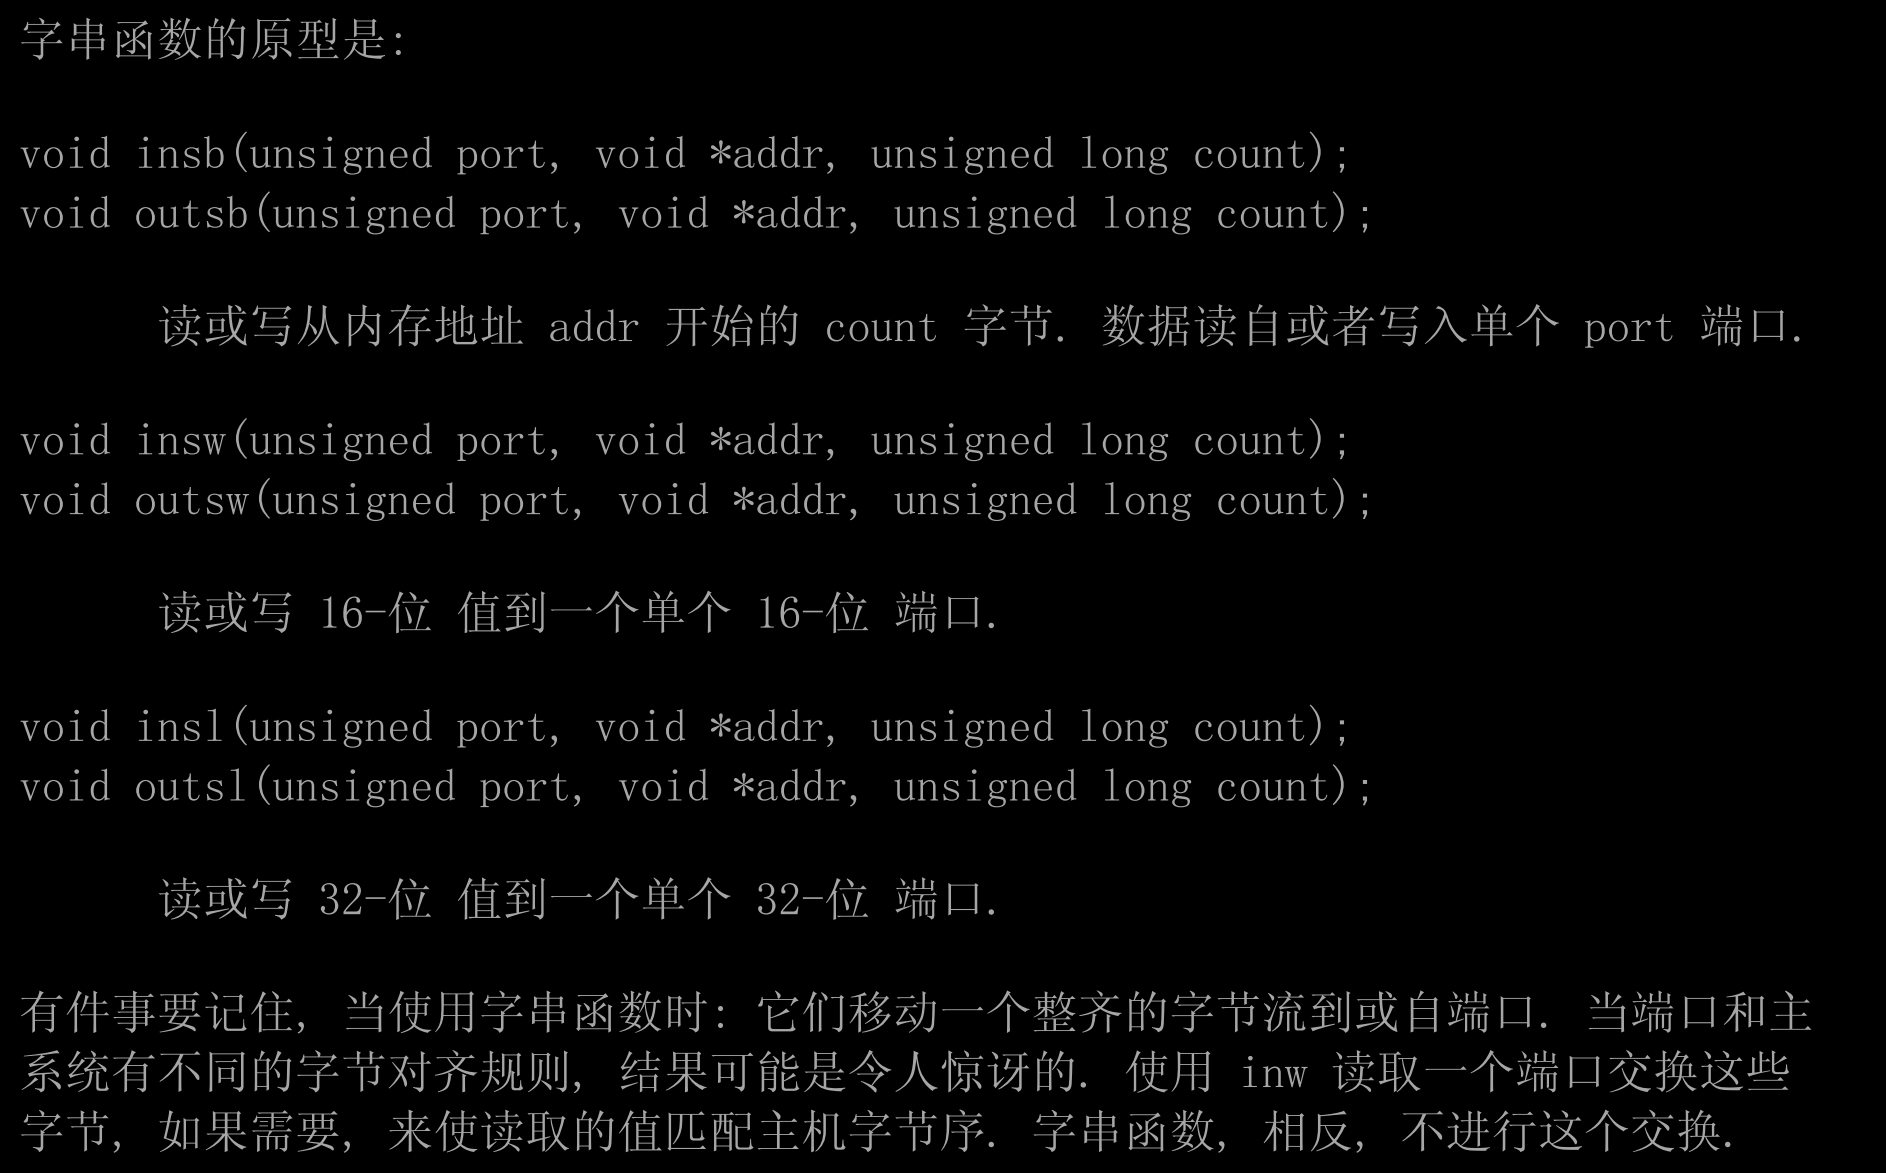 字串函数的原型是:
void insb(unsigned port, void *addr, unsigned long count);
void outsb(unsigned port, void *addr, unsigned long count);
读或写从内存地址 addr 开始的 count 字节. 数据读自或者写入单个 port 端口.
void insw(unsigned port, void *addr, unsigned long count);
void outsw(unsigned port, void *addr, unsigned long count);
读或写 16-位 值到一个单个 16-位 端口.
void insl(unsigned port, void *addr, unsigned long count);
void outsl(unsigned port, void *addr, unsigned long count);
读或写 32-位 值到一个单个 32-位 端口.
有件事要记住, 当使用字串函数时: 它们移动一个整齐的字节流到或自端口. 当端口和主
系统有不同的字节对齐规则, 结果可能是令人惊讶的. 使用 inw 读取一个端口交换这些
字节, 如果需要, 来使读取的值匹配主机字节序. 字串函数, 相反, 不进行这个交换.